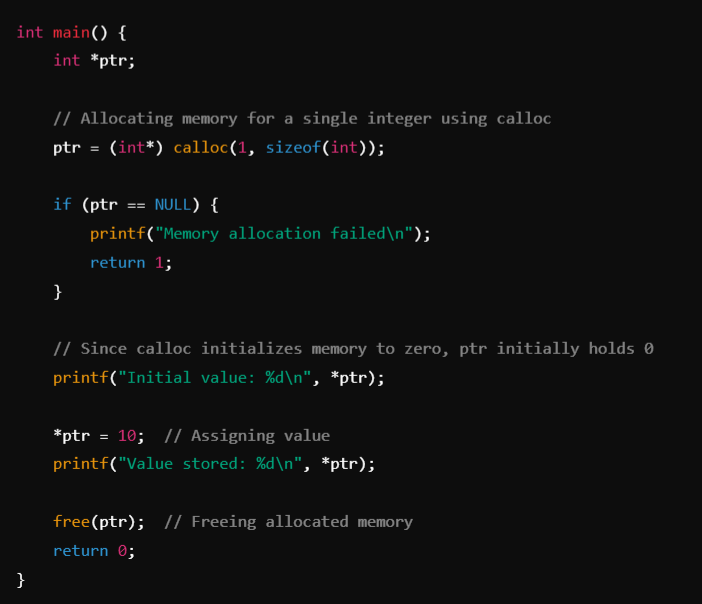 int main() {
    int *ptr;
    // Allocating memory for a single integer using calloc
    ptr = (int*) calloc(1, sizeof(int));
    if (ptr == NULL) {
        printf("Memory allocation failed\n");
        return 1;
    }
    // Since calloc initializes memory to zero, ptr initially holds 0
    printf("Initial value: %d\n", *ptr);
    *ptr = 10;  // Assigning value
    printf("Value stored: %d\n", *ptr);
    free(ptr);  // Freeing allocated memory
    return 0;
}